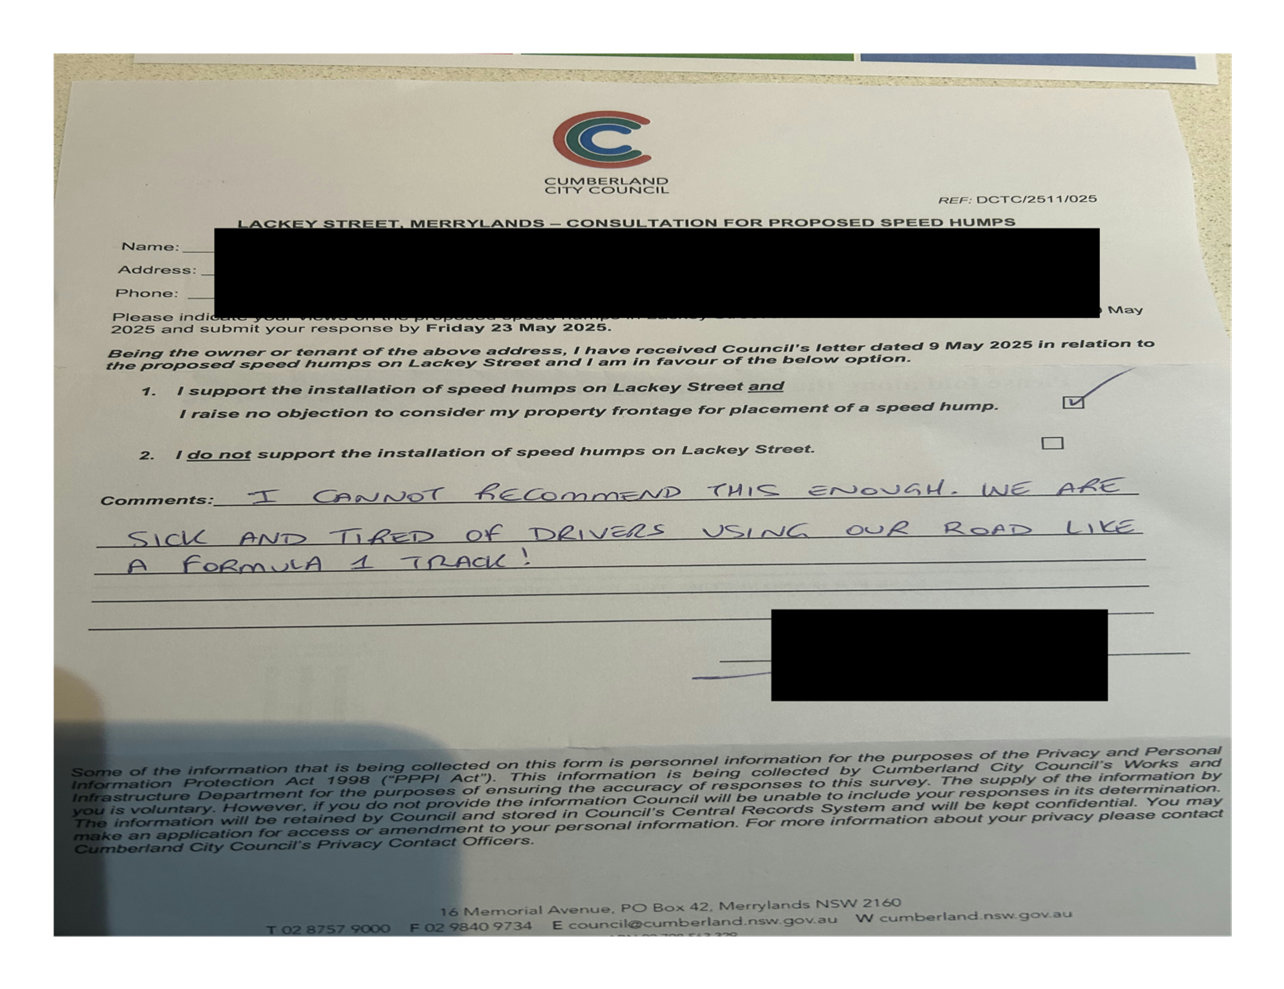 CUMBERLAND
CITY COUNCIL
REF: DCTC/2511/025
LACKEY STREET, MERRYLANDS – CONSULTATION FOR PROPOSED SPEED HUMPS
Name:
Address:
Phone:
Please indicate your views on the proposed speed humps in Lackey May
2025 and submit your response by Friday 23 May 2025.
Being the owner or tenant of the above address, I have received Council's letter dated 9 May 2025 in relation to
the proposed speed humps on Lackey Street and I am in favour of the below option.
1. I support the installation of speed humps on Lackey Street and
I raise no objection to consider my property frontage for placement of a speed hump.
2. I do not support the installation of speed humps on Lackey Street.
Comments: I CANNOT RECOMMEND THIS ENOUGH. WE ARE
SICK AND TIRED OF DRIVERS USING OUR ROAD LIKE
A FORMULA 1 TRACK!
Some of the information that is being collected on this form is personnel information for the purposes of the Privacy and Personal
Information Protection Act 1998 ("PPPI Act"). This information is being collected by Cumberland City Council's Works and
Infrastructure Department for the purposes of ensuring the accuracy of responses to this survey. The supply of the information by
you is voluntary. However, if you do not provide the information Council will be unable to include your responses in its determination.
The information will be retained by Council and stored in Council's Central Records System and will be kept confidential. You may
make an application for access or amendment to your personal information. For more information about your privacy please contact
Cumberland City Council's Privacy Contact Officers.
16 Memorial Avenue, PO Box 42, Merrylands NSW 2160
T 02 8757 9000 F 02 9840 9734 E council@cumberland.nsw.gov.au W cumberland.nsw.gov.au